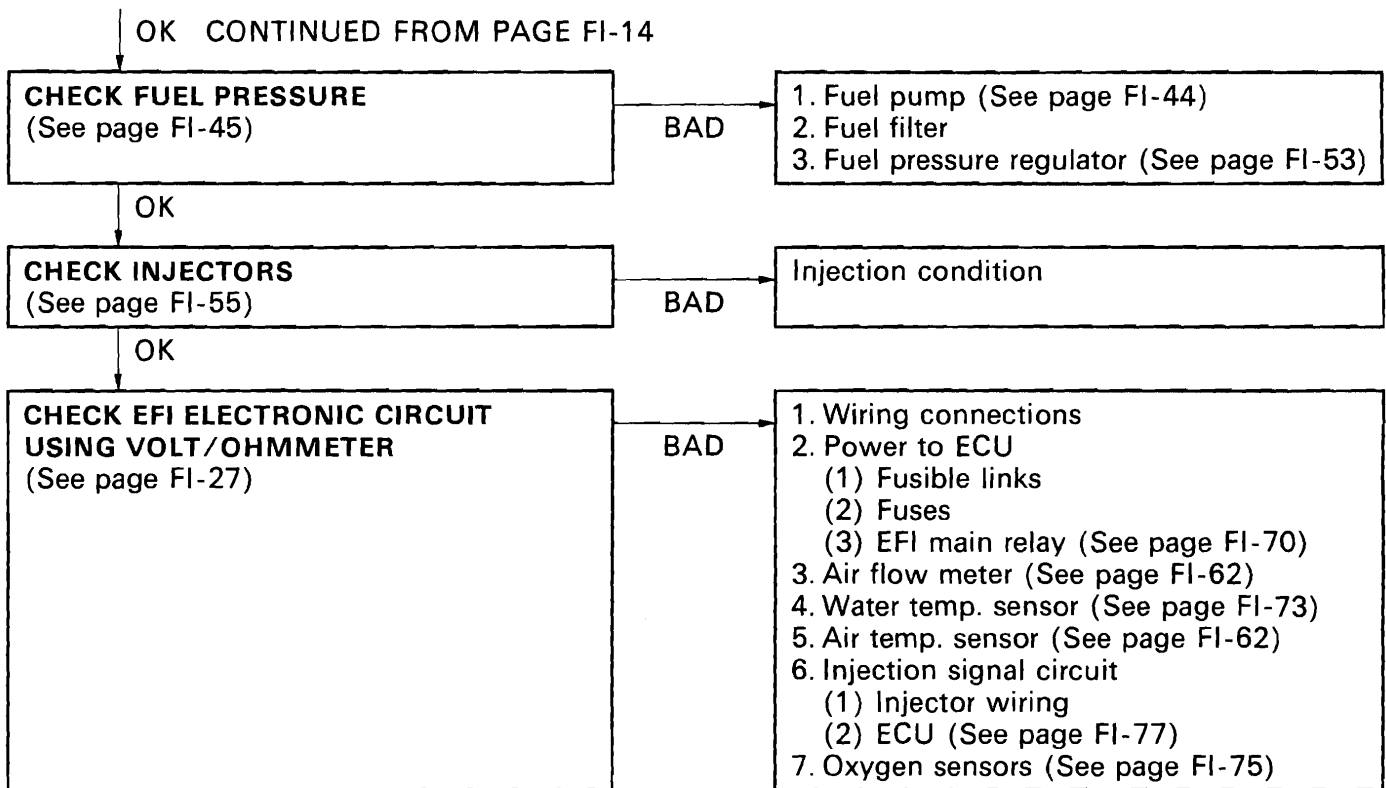 OK CONTINUED FROM PAGE FI-14
CHECK FUEL PRESSURE
(See page FI-45)
BAD
1. Fuel pump (See page FI-44)
2. Fuel filter
3. Fuel pressure regulator (See page FI-53)
OK
CHECK INJECTORS
(See page FI-55)
BAD
Injection condition
OK
CHECK EFI ELECTRONIC CIRCUIT
USING VOLT/OHMMETER
(See page FI-27)
BAD
1. Wiring connections
2. Power to ECU
(1) Fusible links
(2) Fuses
(3) EFI main relay (See page FI-70)
3. Air flow meter (See page FI-62)
4. Water temp. sensor (See page FI-73)
5. Air temp. sensor (See page FI-62)
6. Injection signal circuit
(1) Injector wiring
(2) ECU (See page FI-77)
7. Oxygen sensors (See page FI-75)